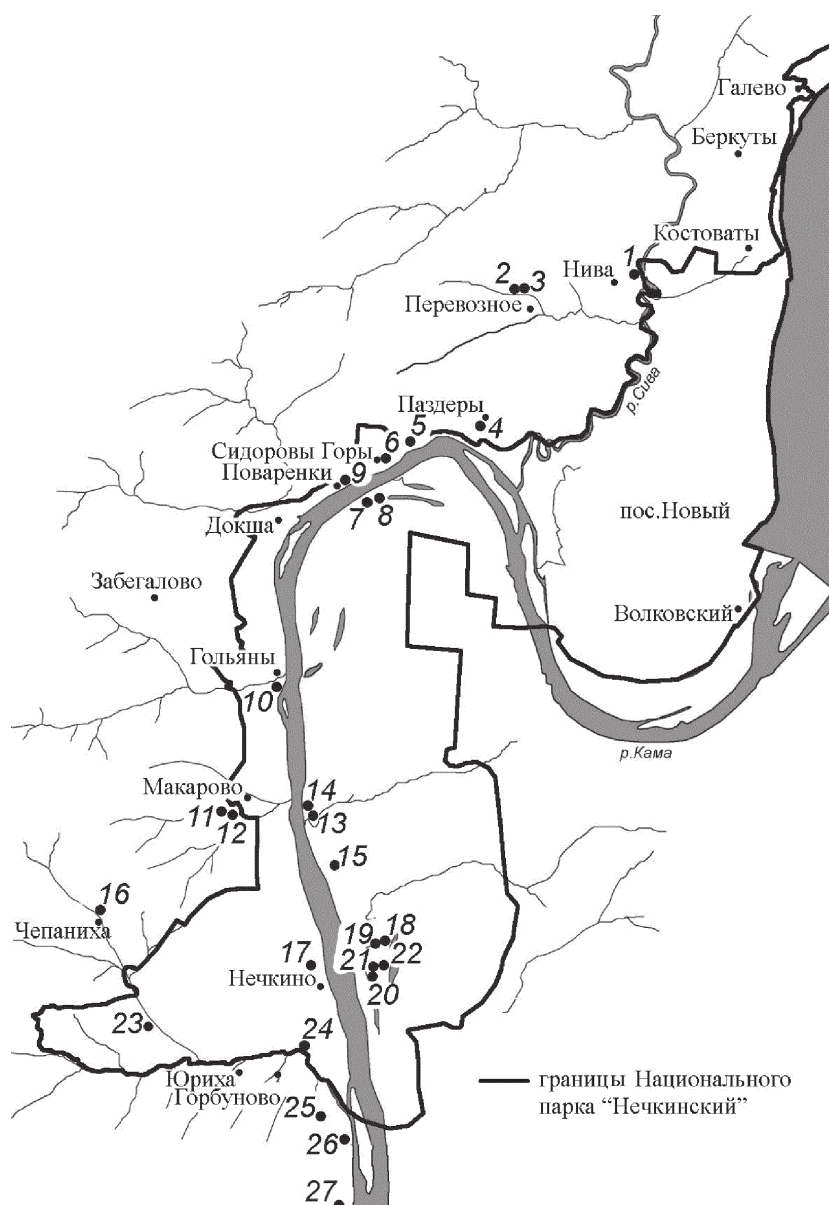 Галево
Беркуты
Костоваты
1
Нива
2 3
Перевозное
р.Сива
Паздеры
4
5
6
Сидоровы Горы
Поваренки
9
7 8
Докша
пос.Новый
Забегалово
Волковский
Гольяны
10
р.Кама
Макарово
14
11
12
13
15
16
Чепаниха
19 18
17
21 22
Нечкино
20
23
24
Юриха
Горбуново
границы Национального
парка “Нечкинский”
25
26
27